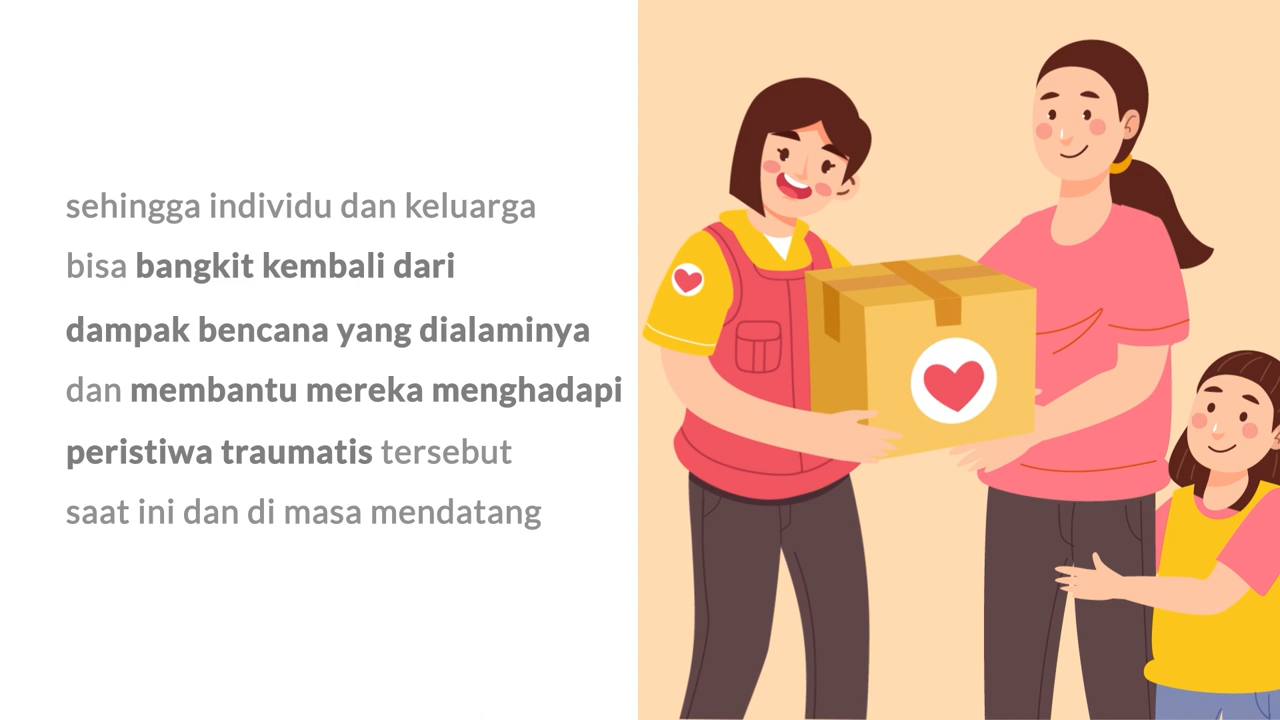 sehingga individu dan keluarga
bisa bangkit kembali dari
dampak bencana yang dialaminya
dan membantu mereka menghadapi
peristiwa traumatis tersebut
saat ini dan di masa mendatang